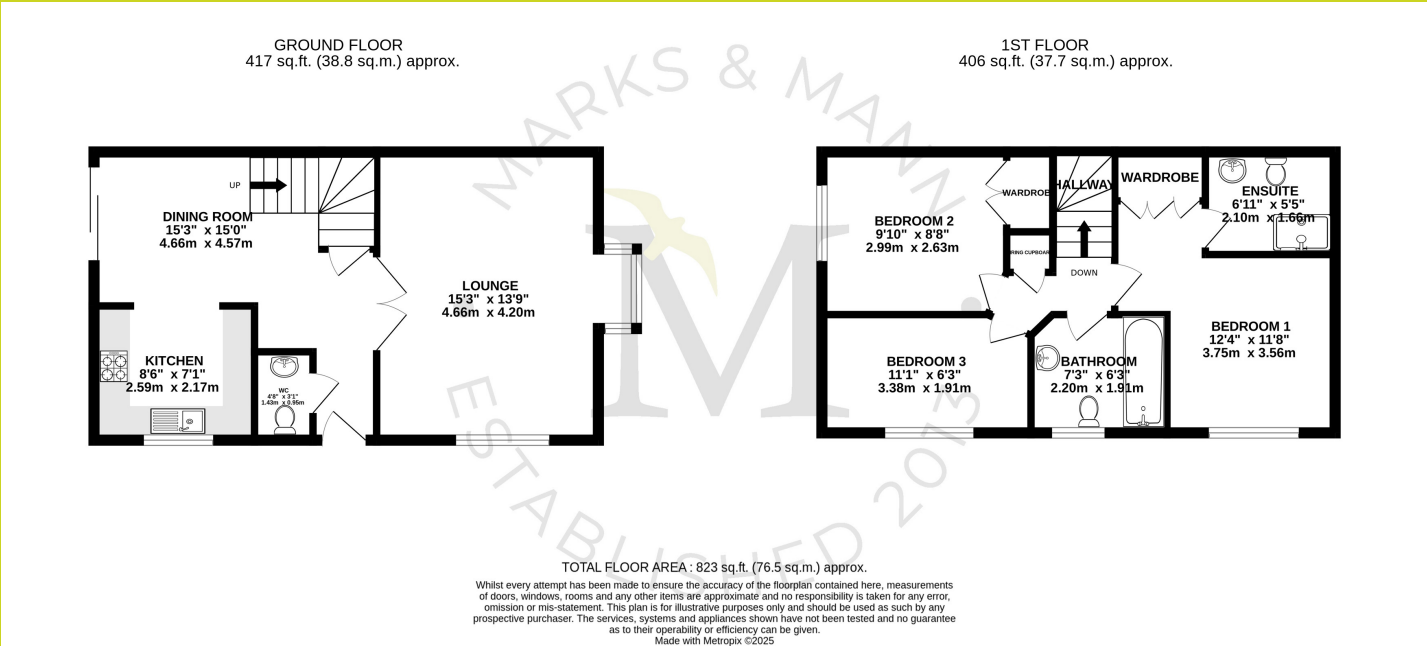 GROUND FLOOR
417 sq.ft. (38.8 sq.m.) approx.
1ST FLOOR
406 sq.ft. (37.7 sq.m.) approx.
MARKS & MANN
ESTABLISHED 2013
M
UP
DINING ROOM
15'3" x 15'0"
4.66m x 4.57m
LOUNGE
15'3" x 13'9"
4.66m x 4.20m
KITCHEN
8'6" x 7'1"
2.59m x 2.17m
WC
4'8" x 3'1"
1.43m x 0.95m
BEDROOM 2
9'10" x 8'8"
2.99m x 2.63m
WARDROBE
HALLWAY
WARDROBE
ENSUITE
6'11" x 5'5"
2.10m x 1.66m
RING CUPBOAR
DOWN
BEDROOM 3
11'1" x 6'3"
3.38m x 1.91m
BATHROOM
7'3" x 6'3"
2.20m x 1.91m
BEDROOM 1
12'4" x 11'8"
3.75m x 3.56m
TOTAL FLOOR AREA : 823 sq.ft. (76.5 sq.m.) approx.
Whilst every attempt has been made to ensure the accuracy of the floorplan contained here, measurements
of doors, windows, rooms and any other items are approximate and no responsibility is taken for any error,
omission or mis-statement. This plan is for illustrative purposes only and should be used as such by any
prospective purchaser. The services, systems and appliances shown have not been tested and no guarantee
as to their operability or efficiency can be given.
Made with Metropix ©2025